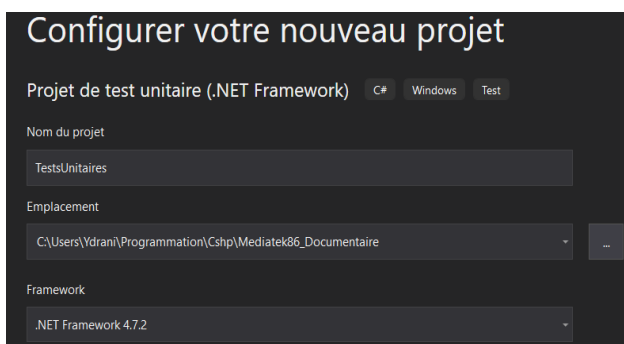 Configurer votre nouveau projet
Projet de test unitaire (.NET Framework) C# Windows Test
Nom du projet
TestsUnitaires
Emplacement
C:\Users\Ydrani\Programmation\Cshp\Mediatek86_Documentaire ...
Framework
.NET Framework 4.7.2